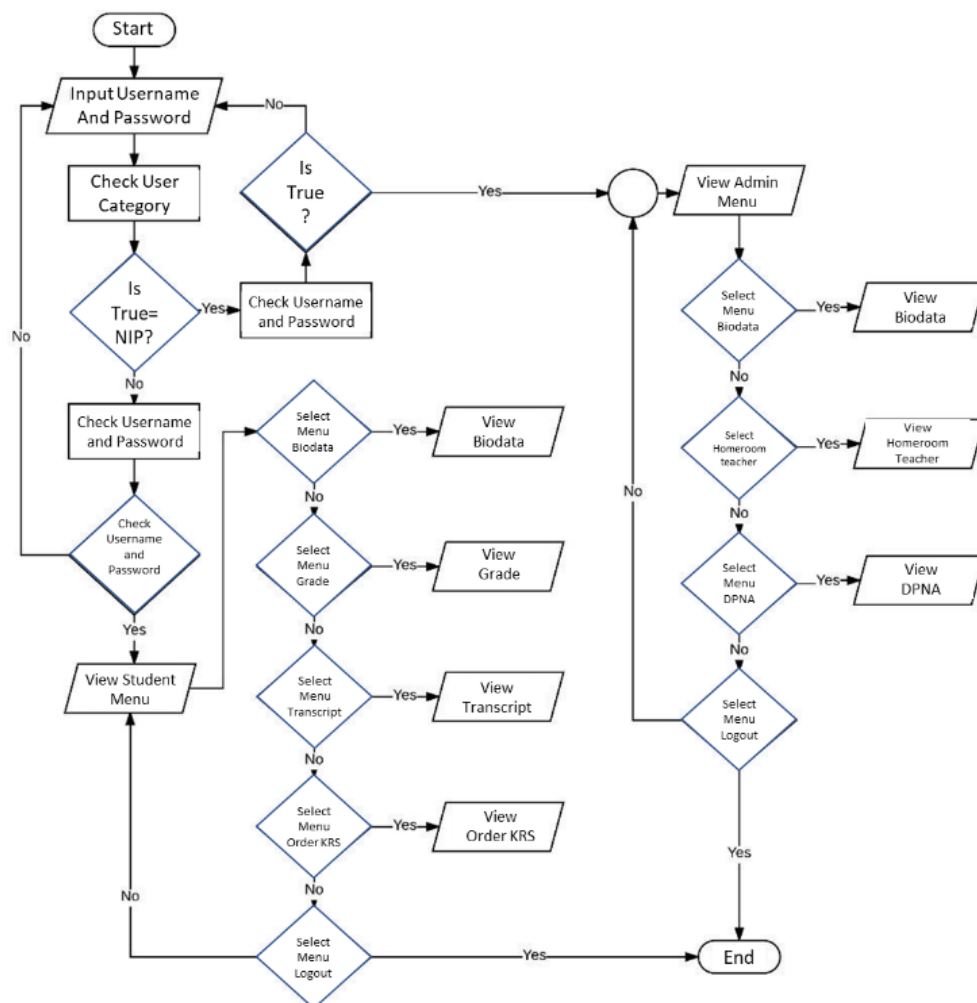 Start
Input Username
And Password
No
Is
True
?
Yes
View Admin
Menu
Check User
Category
Is
True=
NIP?
Yes
Check Username
and Password
No
No
Check Username
and Password
Check
Username
and
Password
Yes
View Student
Menu
No
Select
Menu
Biodata
Yes
View
Biodata
No
Select
Menu
Grade
Yes
View
Grade
No
Select
Menu
Transcript
Yes
View
Transcript
No
Select
Menu
Order KRS
Yes
View
Order KRS
No
Select
Menu
Logout
Yes
Select
Menu
Biodata
Yes
View
Biodata
No
Select
Homeroom
teacher
Yes
View
Homeroom
Teacher
No
No
Select
Menu
DPNA
Yes
View
DPNA
No
Select
Menu
Logout
Yes
End